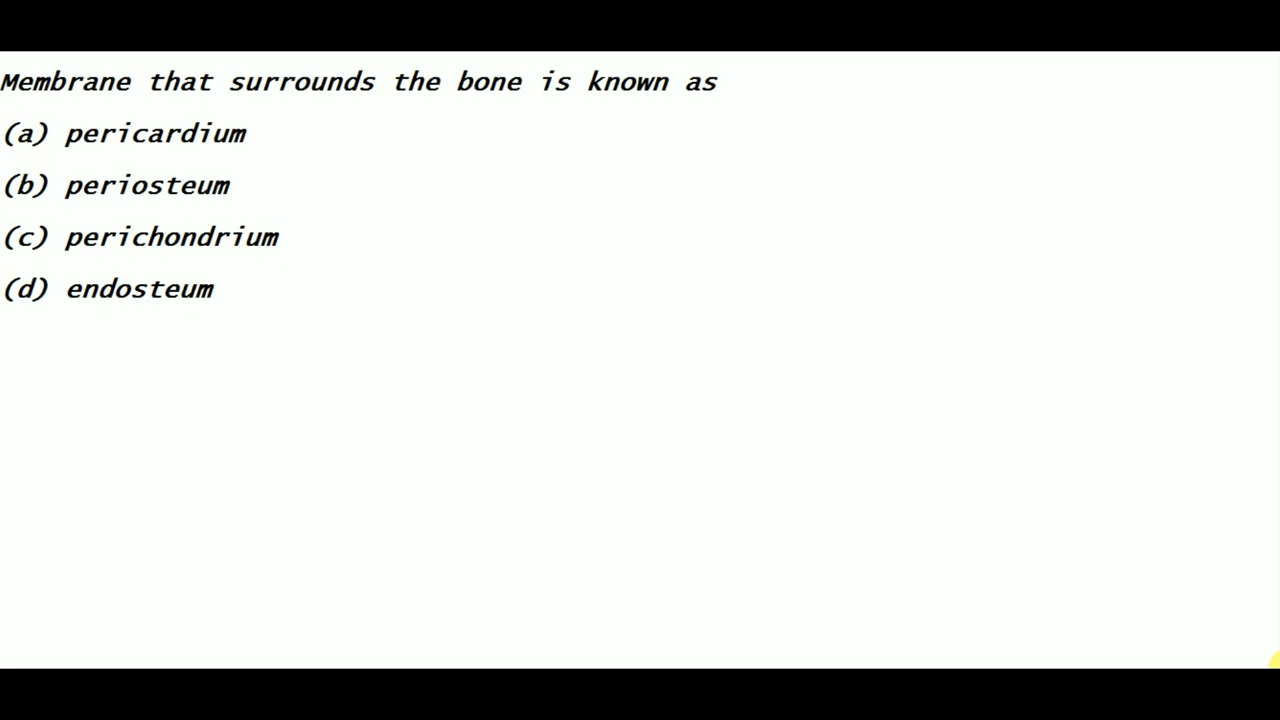 Membrane that surrounds the bone is known as
(a) pericardium
(b) periosteum
(c) perichondrium
(d) endosteum